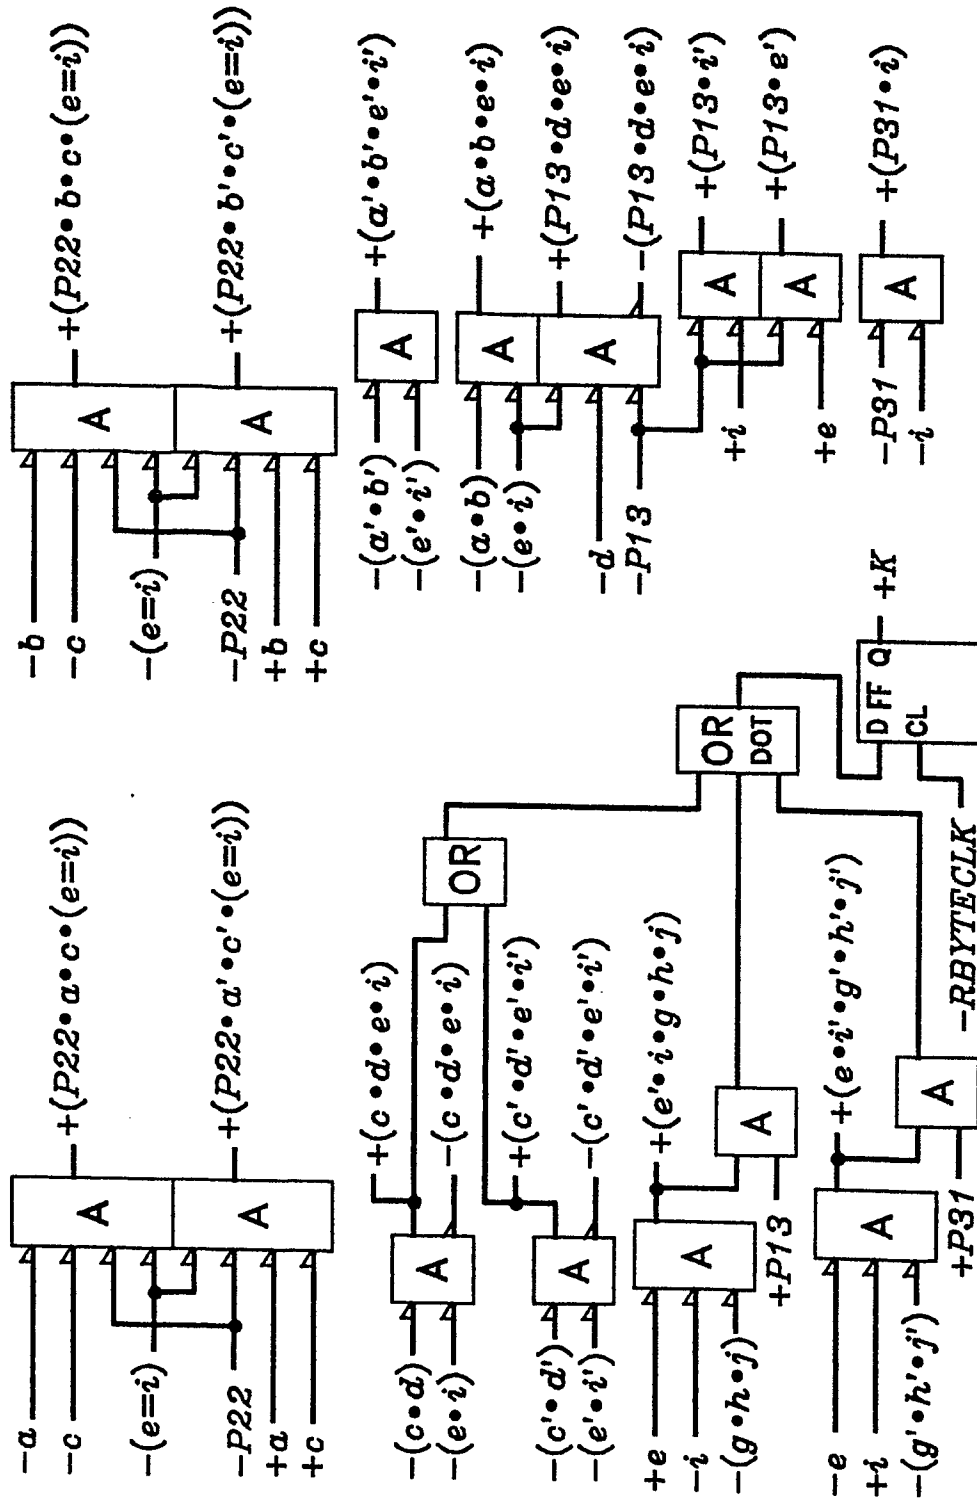 -a
-c
-(e=i)
-P22
+a
+c
A
A
+(P22•a•c•(e=i))
+(P22•a'•c'•(e=i))
-b
-c
-(e=i)
-P22
+b
+c
A
A
+(P22•b•c•(e=i))
+(P22•b'•c'•(e=i))
-(c•d)
-(e•i)
A
+(c•d•e•i)
-(c•d•e•i)
-(c'•d')
-(e'•i')
A
+(c'•d'•e'•i')
-(c'•d'•e'•i')
OR
+e
-i
-(g•h•j)
A
+(e'•i•g•h•j)
+P13
A
-e
+i
-(g'•h'•j')
A
+(e•i'•g'•h'•j')
+P31
A
OR
DOT
-RBYTECLK
D FF Q
CL
+K
-(a'•b')
-(e'•i')
A
+(a'•b'•e'•i')
-(a•b)
-(e•i)
-d
-P13
A
A
+(a•b•e•i)
+(P13•d•e•i)
-(P13•d•e•i)
+i
+e
A
A
+(P13•i')
+(P13•e')
-P31
-i
A
+(P31•i)